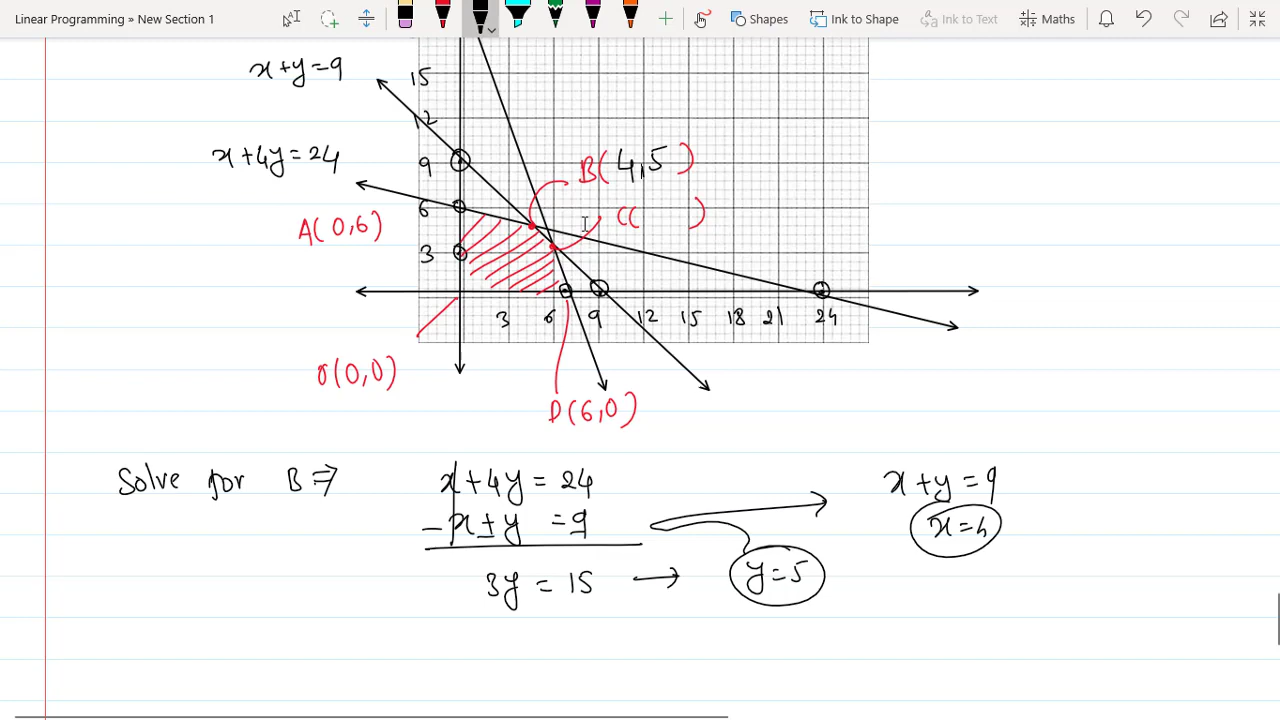 Linear Programming » New Section 1
Shapes
Ink to Shape
Ink to Text
Maths
x+y=9
15
12
x+4y=24
9
B(4,5)
6
A(0,6)
C( )
3
3 6 9 12 15 18 21 24
O(0,0)
D(6,0)
Solve for B ⇒ x+4y=24
x+y=9
-x±y=9
x=4
3y=15 → y=5